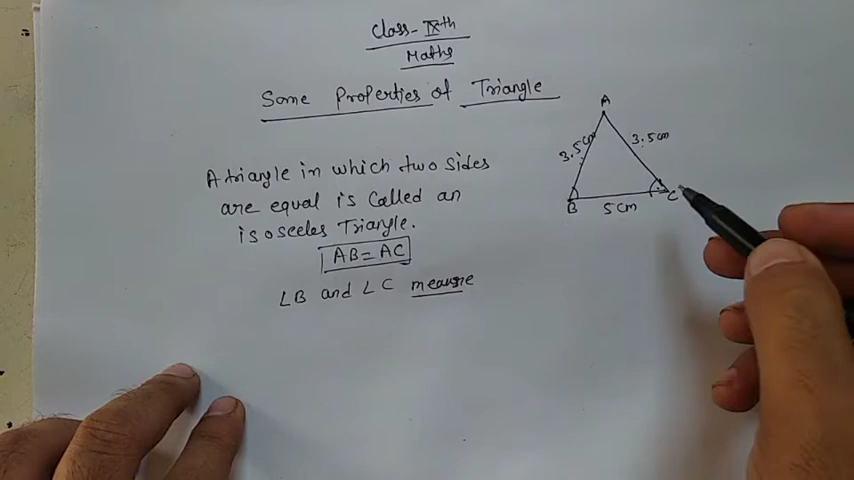 Class-IXth
Maths
Some Properties of Triangle
A triangle in which two sides
are equal is called an
isosceles Triangle.
AB=AC
∠B and ∠C measure
A
3.5cm
3.5cm
B
5cm
C